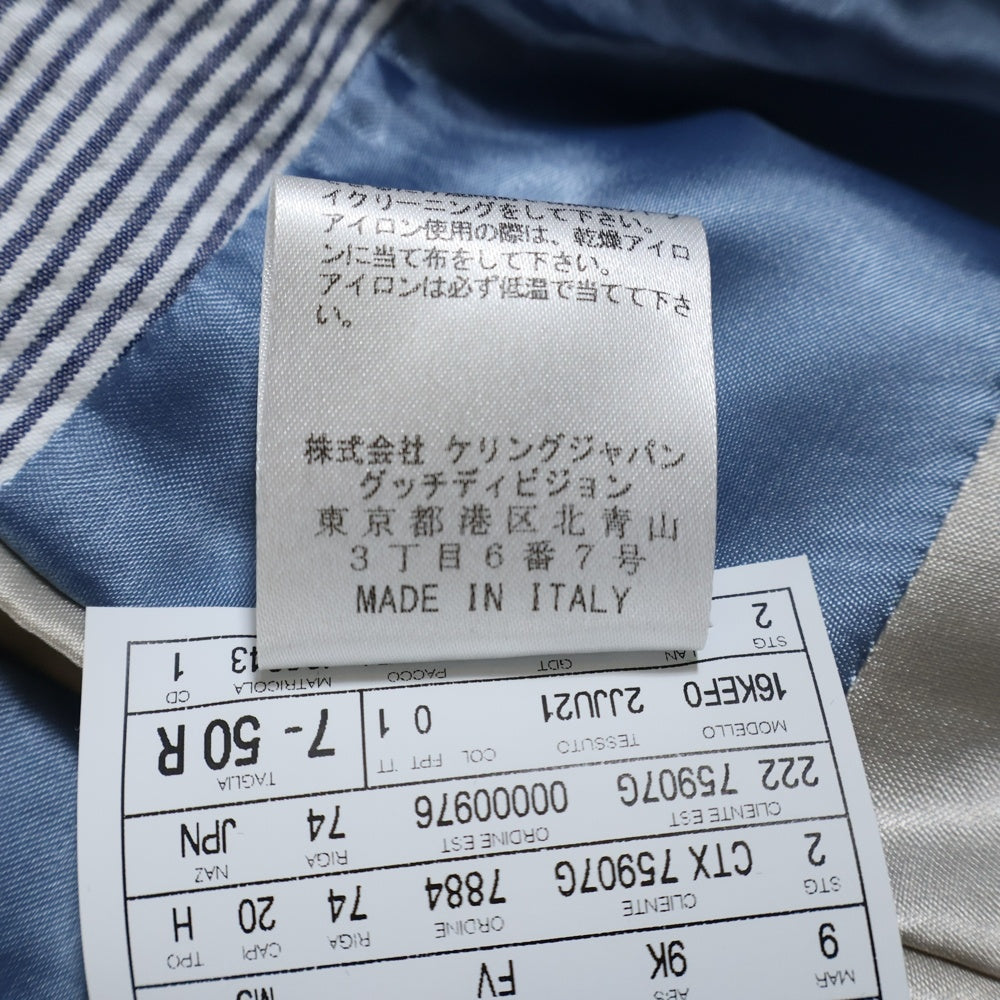 イクリーニングをして下さい。
アイロン使用の際は、乾燥アイロ
ンに当て布をして下さい。
アイロンは必ず低温で当てて下さ
い。
株式会社 ケリングジャパン
グッチディビジョン
東京都港区北青山
3丁目6番7号
MADE IN ITALY
MAR
9
9K
FV
STG CLIENTE ORDINE RIGA CAPI TPO
2 CTX 75907G 7884 74 20 H
CLIENTE EST ORDINE EST RIGA NAZ
222 75907G 00000976 74 JPN
MODELLO TESSUTO COL FPT TT TAGLIA
16KEF0 2JJU21 0 1 7- 50 R
STG LAN GDT PACCO MATRICOLA CD
2 1